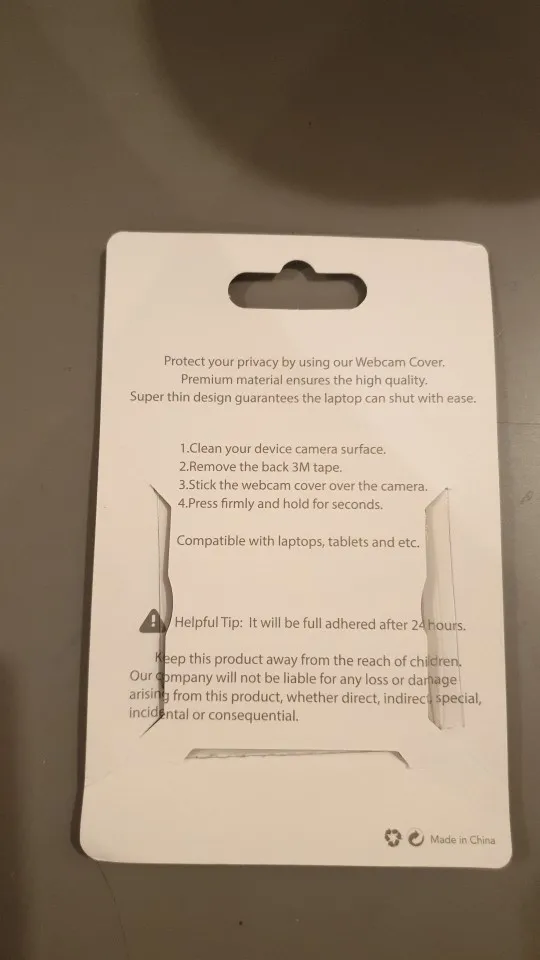 Protect your privacy by using our Webcam Cover.
Premium material ensures the high quality.
Super thin design guarantees the laptop can shut with ease.
1.Clean your device camera surface.
2.Remove the back 3M tape.
3.Stick the webcam cover over the camera.
4.Press firmly and hold for seconds.
Compatible with laptops, tablets and etc.
Helpful Tip: It will be full adhered after 24 hours.
Keep this product away from the reach of children.
Our company will not be liable for any loss or damage
arising from this product, whether direct, indirect, special,
incidental or consequential.
Made in China